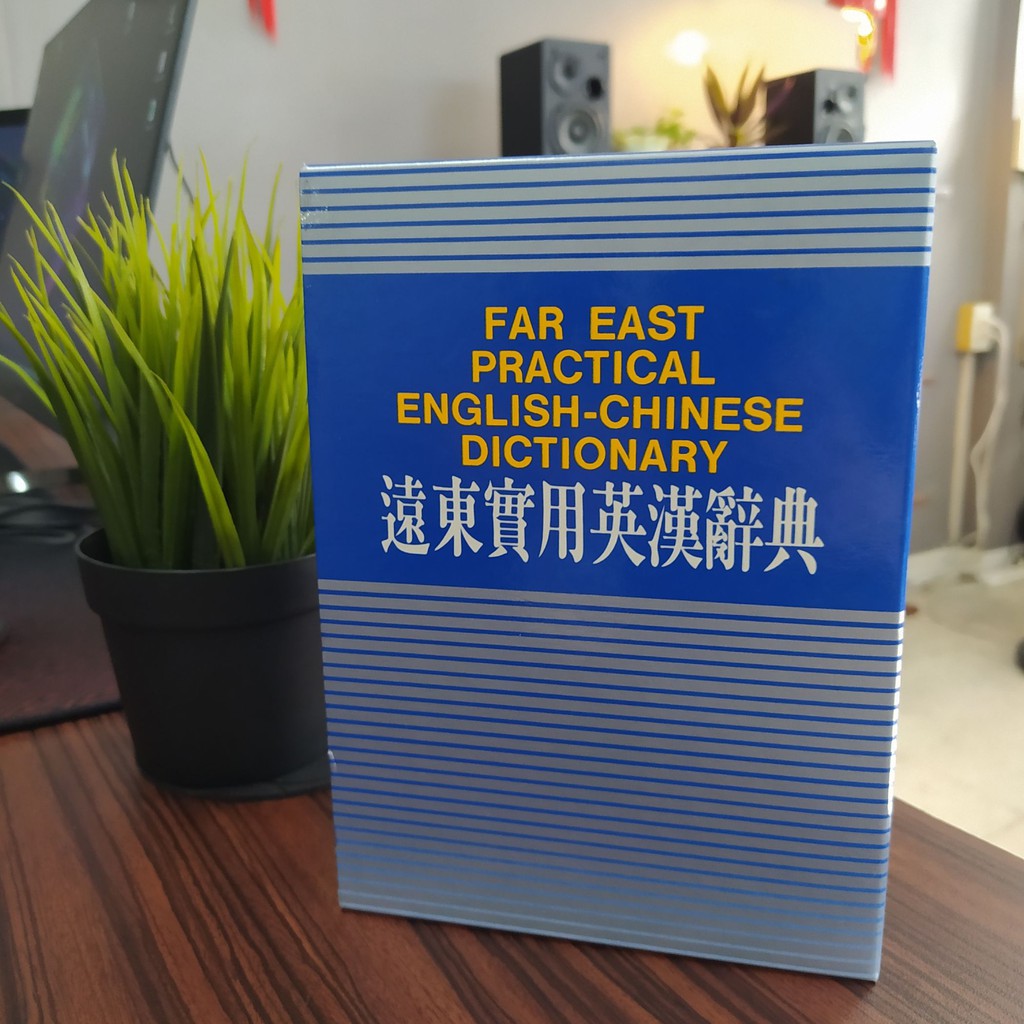 FAR EAST
PRACTICAL
ENGLISH-CHINESE
DICTIONARY
遠東實用英漢辭典